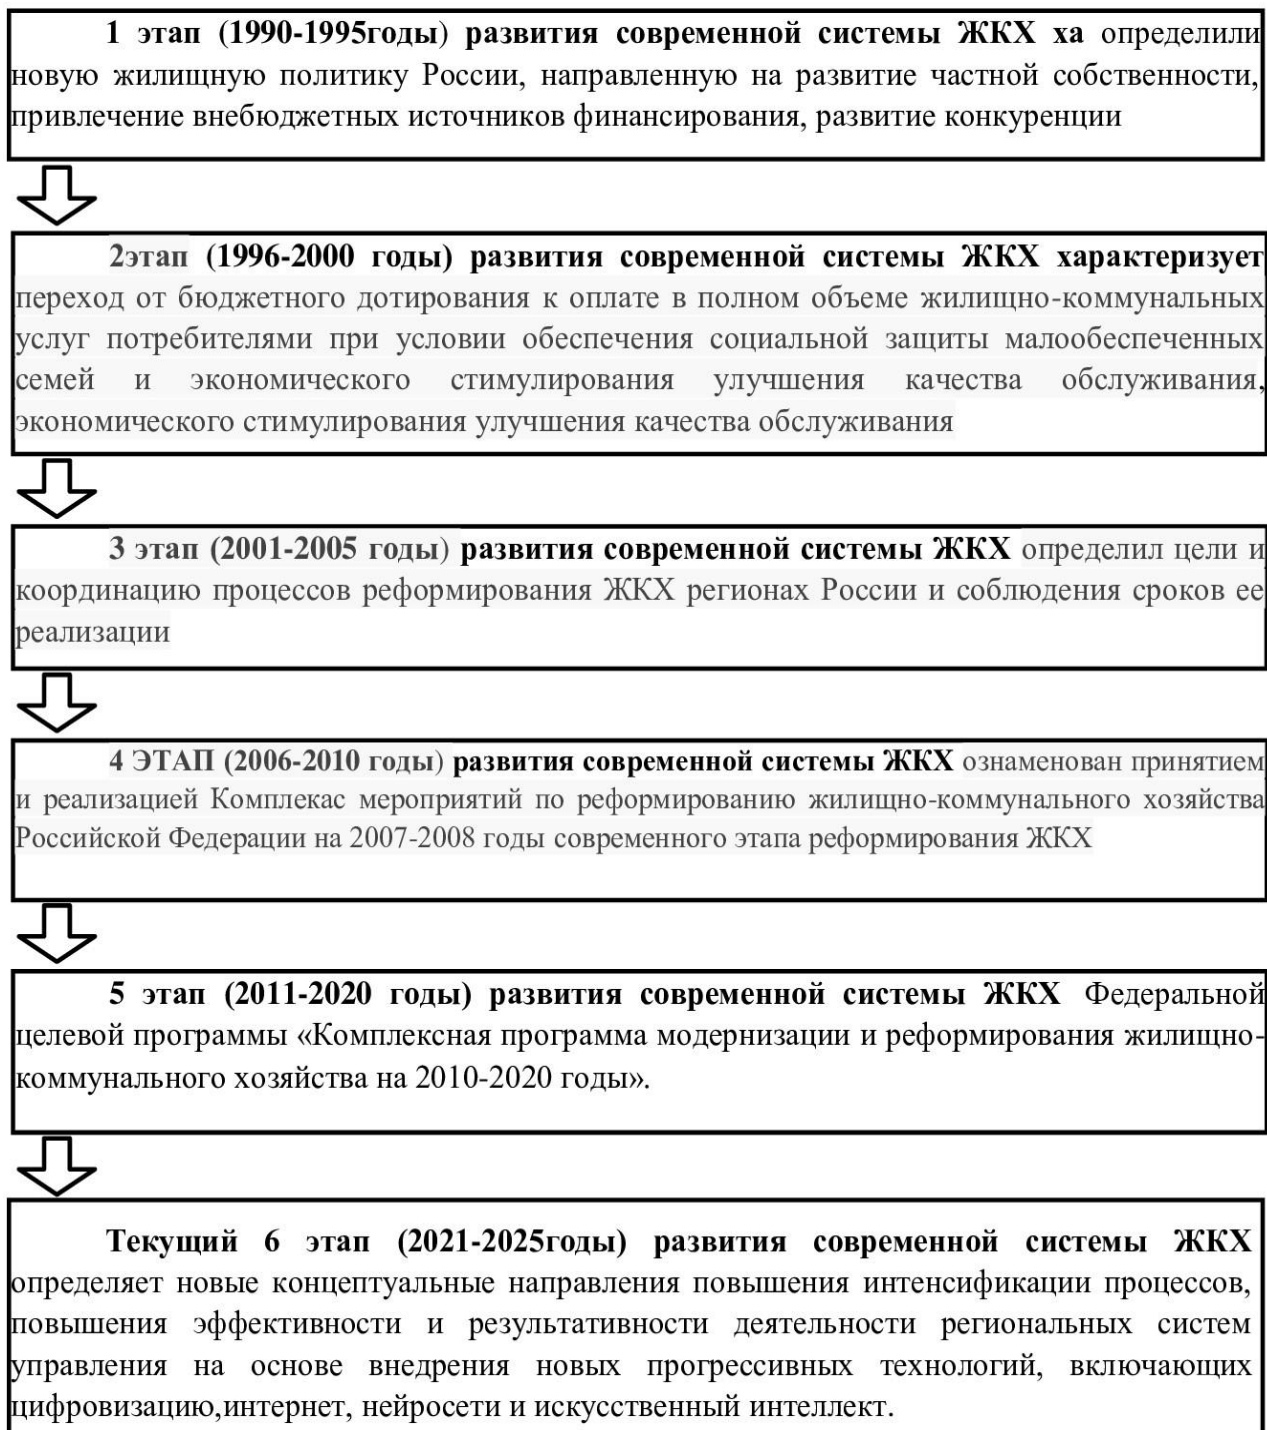 1 этап (1990-1995годы) развития современной системы ЖКХ ха определили
новую жилищную политику России, направленную на развитие частной собственности,
привлечение внебюджетных источников финансирования, развитие конкуренции
2этап (1996-2000 годы) развития современной системы ЖКХ характеризует
переход от бюджетного дотирования к оплате в полном объеме жилищно-коммунальных
услуг потребителями при условии обеспечения социальной защиты малообеспеченных
семей и экономического стимулирования улучшения качества обслуживания,
экономического стимулирования улучшения качества обслуживания
3 этап (2001-2005 годы) развития современной системы ЖКХ определил цели и
координацию процессов реформирования ЖКХ регионах России и соблюдения сроков ее
реализации
4 ЭТАП (2006-2010 годы) развития современной системы ЖКХ ознаменован принятием
и реализацией Комплекас мероприятий по реформированию жилищно-коммунального хозяйства
Российской Федерации на 2007-2008 годы современного этапа реформирования ЖКХ
5 этап (2011-2020 годы) развития современной системы ЖКХ Федеральной
целевой программы «Комплексная программа модернизации и реформирования жилищно-
коммунального хозяйства на 2010-2020 годы».
Текущий 6 этап (2021-2025годы) развития современной системы ЖКХ
определяет новые концептуальные направления повышения интенсификации процессов,
повышения эффективности и результативности деятельности региональных систем
управления на основе внедрения новых прогрессивных технологий, включающих
цифровизацию,интернет, нейросети и искусственный интеллект.